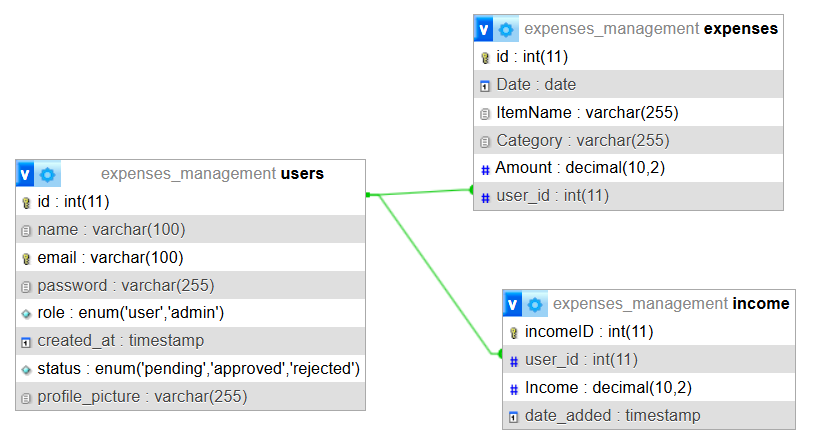 expenses_management expenses
id : int(11)
Date : date
ItemName : varchar(255)
Category : varchar(255)
Amount : decimal(10,2)
user_id : int(11)
expenses_management users
id : int(11)
name : varchar(100)
email : varchar(100)
password : varchar(255)
role : enum('user','admin')
created_at : timestamp
status : enum('pending','approved','rejected')
profile_picture : varchar(255)
expenses_management income
incomeID : int(11)
user_id : int(11)
Income : decimal(10,2)
date_added : timestamp